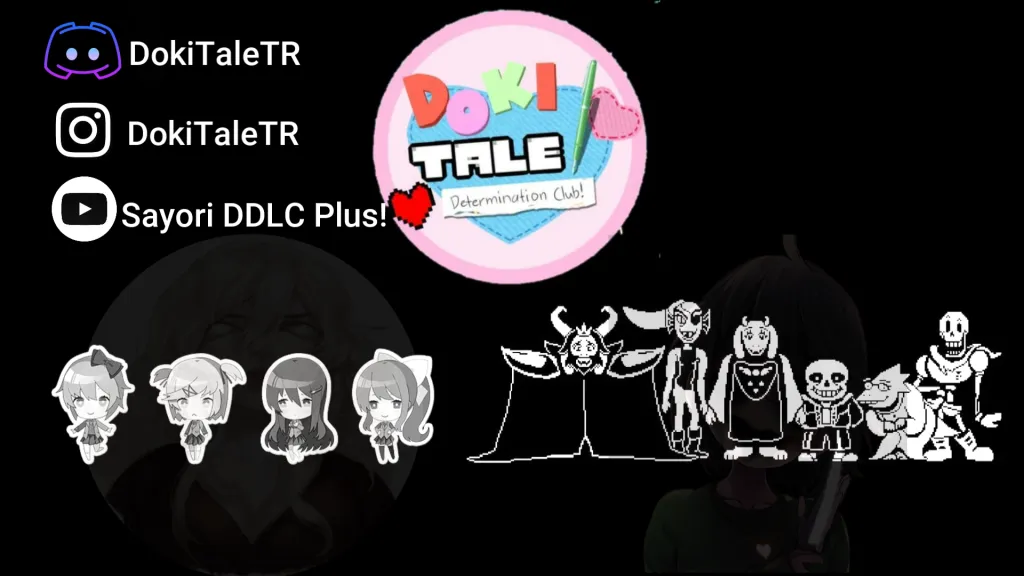 DokiTaleTR
DokiTaleTR
Sayori DDLC Plus!
DOKI
TALE
Determination Club!